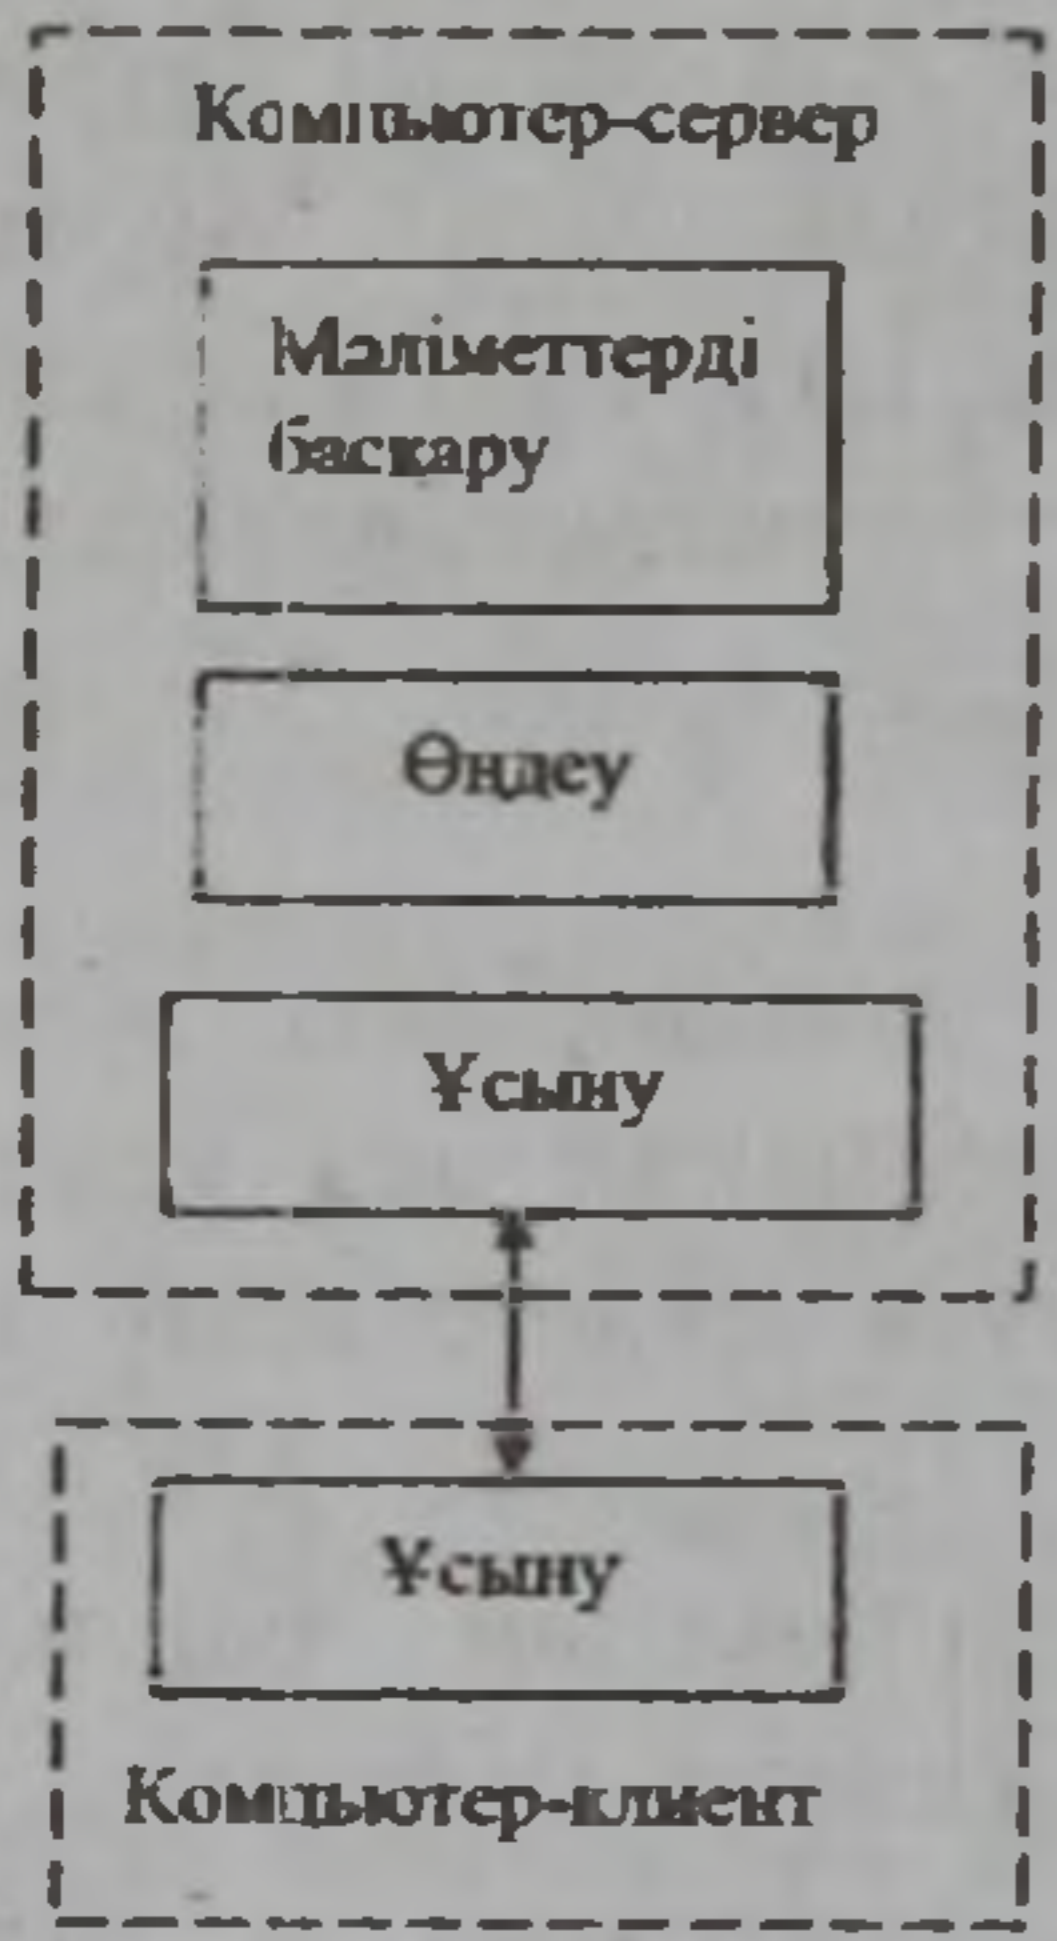 Компьютер-сервер
Мәліметтерді
басқару
Өңдеу
Ұсыну
Ұсыну
Компьютер-клиент